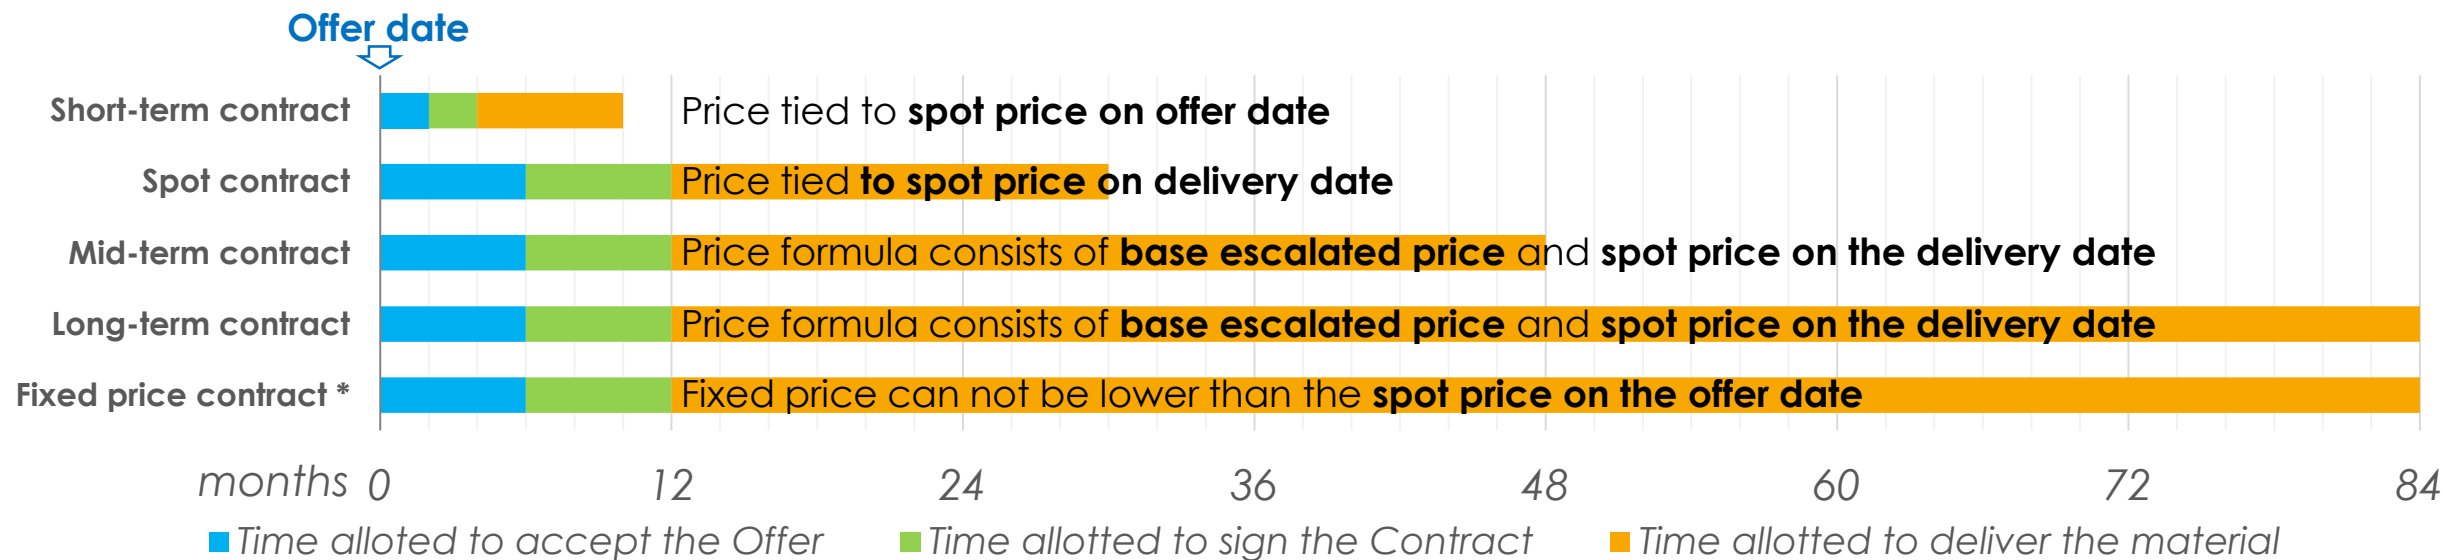 Offer date
Short-term contract Price tied to spot price on offer date
Spot contract Price tied to spot price on delivery date
Mid-term contract Price formula consists of base escalated price and spot price on the delivery date
Long-term contract Price formula consists of base escalated price and spot price on the delivery date
Fixed price contract * Fixed price can not be lower than the spot price on the offer date
months 0 12 24 36 48 60 72 84
Time alloted to accept the Offer Time allotted to sign the Contract Time allotted to deliver the material